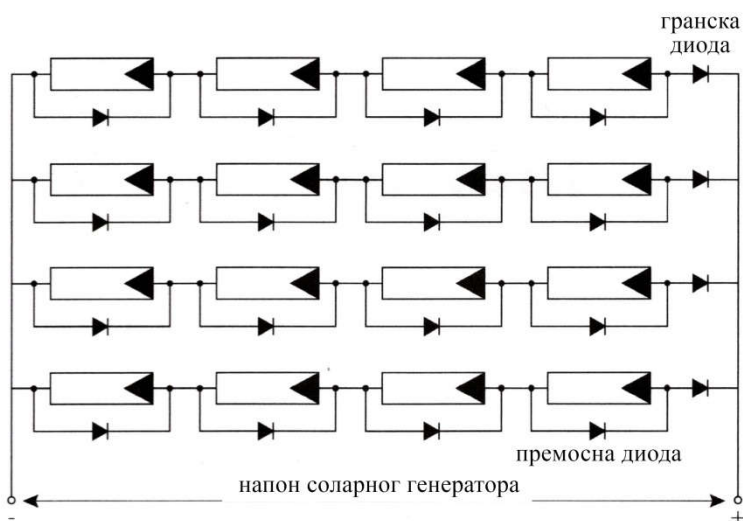 гранска
диода
премосна диода
напон соларног генератора
- +